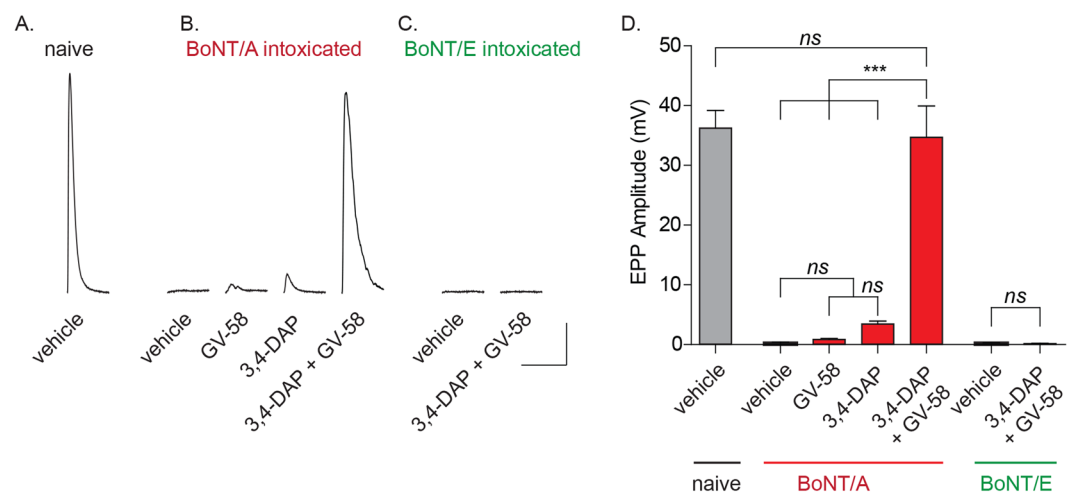 A.
naive
vehicle
B.
BoNT/A intoxicated
vehicle
GV-58
3,4-DAP
3,4-DAP + GV-58
C.
BoNT/E intoxicated
vehicle
3,4-DAP + GV-58
D.
EPP Amplitude (mV)
50
40
30
20
10
0
ns
***
ns
ns
ns
vehicle
vehicle
GV-58
3,4-DAP
3,4-DAP
+ GV-58
vehicle
3,4-DAP
+ GV-58
naive
BoNT/A
BoNT/E